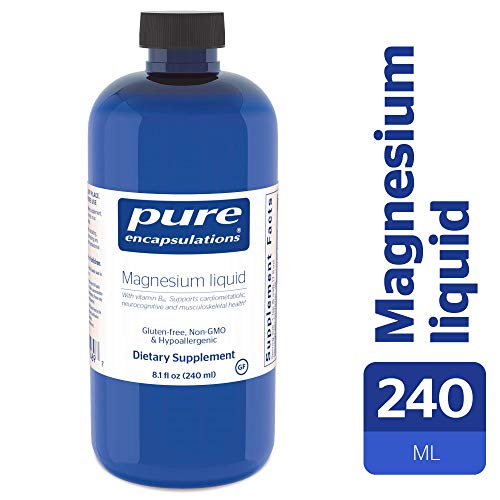 pure
encapsulations®
Magnesium liquid
With vitamin B₆, Supports cardiometabolic,
neurocognitive and musculoskeletal health‡
Gluten-free, Non-GMO
& Hypoallergenic
Dietary Supplement
8.1 fl oz (240 ml)
GF
Supplement Facts
Magnesium
liquid
240
ML